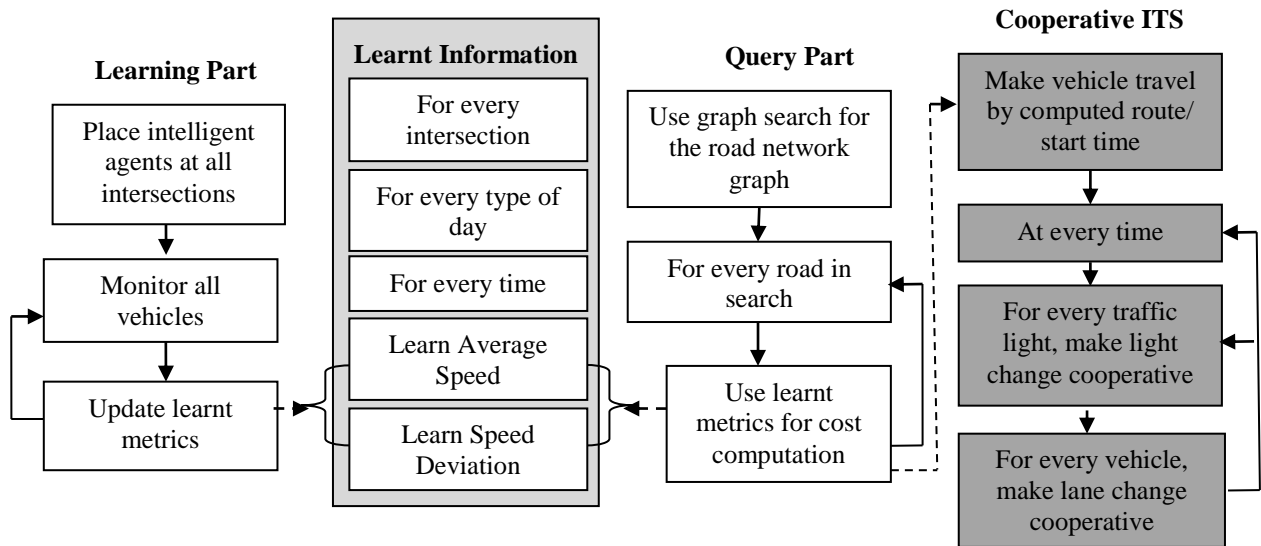 Learning Part
Place intelligent
agents at all
intersections
Monitor all
vehicles
Update learnt
metrics
Learnt Information
For every
intersection
For every type of
day
For every time
Learn Average
Speed
Learn Speed
Deviation
Query Part
Use graph search for
the road network
graph
For every road in
search
Use learnt
metrics for cost
computation
Cooperative ITS
Make vehicle travel
by computed route/
start time
At every time
For every traffic
light, make light
change cooperative
For every vehicle,
make lane change
cooperative